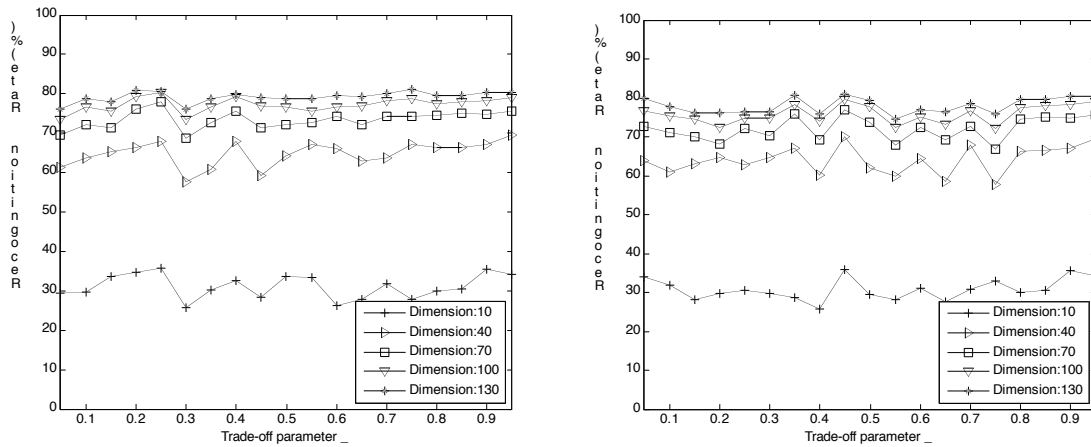 )
%
(
e
t
a
R
n
o
i
t
i
n
g
o
c
e
R
100
90
80
70
60
50
40
30
20
10
0
0.1 0.2 0.3 0.4 0.5 0.6 0.7 0.8 0.9
Trade-off parameter _
Dimension:10
Dimension:40
Dimension:70
Dimension:100
Dimension:130
)
%
(
e
t
a
R
n
o
i
t
i
n
g
o
c
e
R
100
90
80
70
60
50
40
30
20
10
0
0.1 0.2 0.3 0.4 0.5 0.6 0.7 0.8 0.9
Trade-off parameter _
Dimension:10
Dimension:40
Dimension:70
Dimension:100
Dimension:130